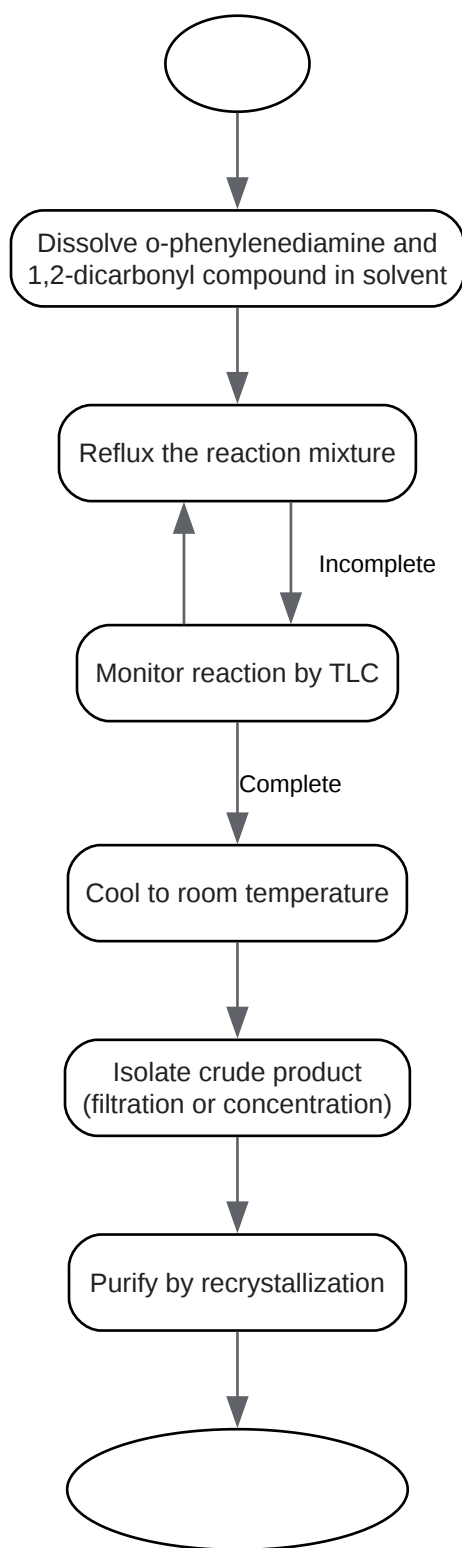 Dissolve o-phenylenediamine and
1,2-dicarbonyl compound in solvent
Reflux the reaction mixture
Incomplete
Monitor reaction by TLC
Complete
Cool to room temperature
Isolate crude product
(filtration or concentration)
Purify by recrystallization